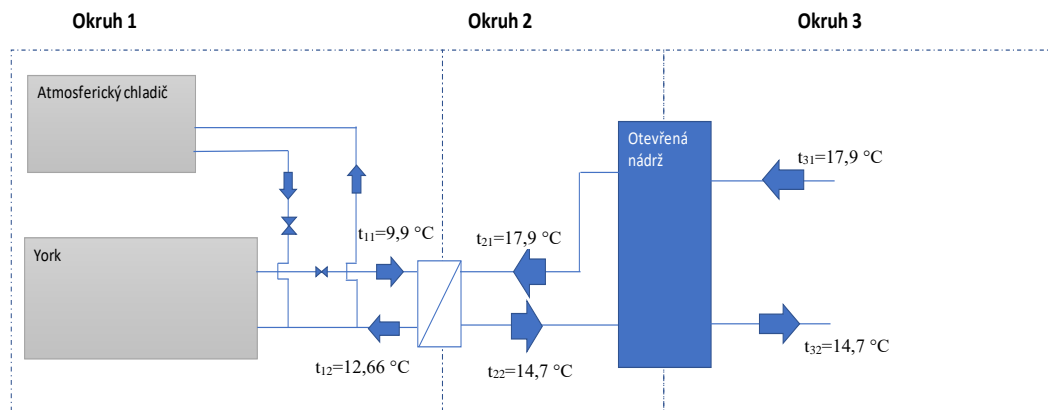 Okruh 1
Okruh 2
Okruh 3
Atmosferický chladič
Otevřená
nádrž
t31=17,9 °C
York
t11=9,9 °C
t21=17,9 °C
t12=12,66 °C
t22=14,7 °C
t32=14,7 °C